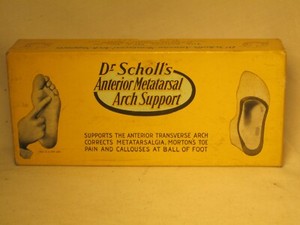 Dr Scholl's
Anterior Metatarsal
Arch Support
SUPPORTS THE ANTERIOR TRANSVERSE ARCH
CORRECTS METATARSALGIA, MORTON'S TOE
PAIN AND CALLOUSES AT BALL OF FOOT